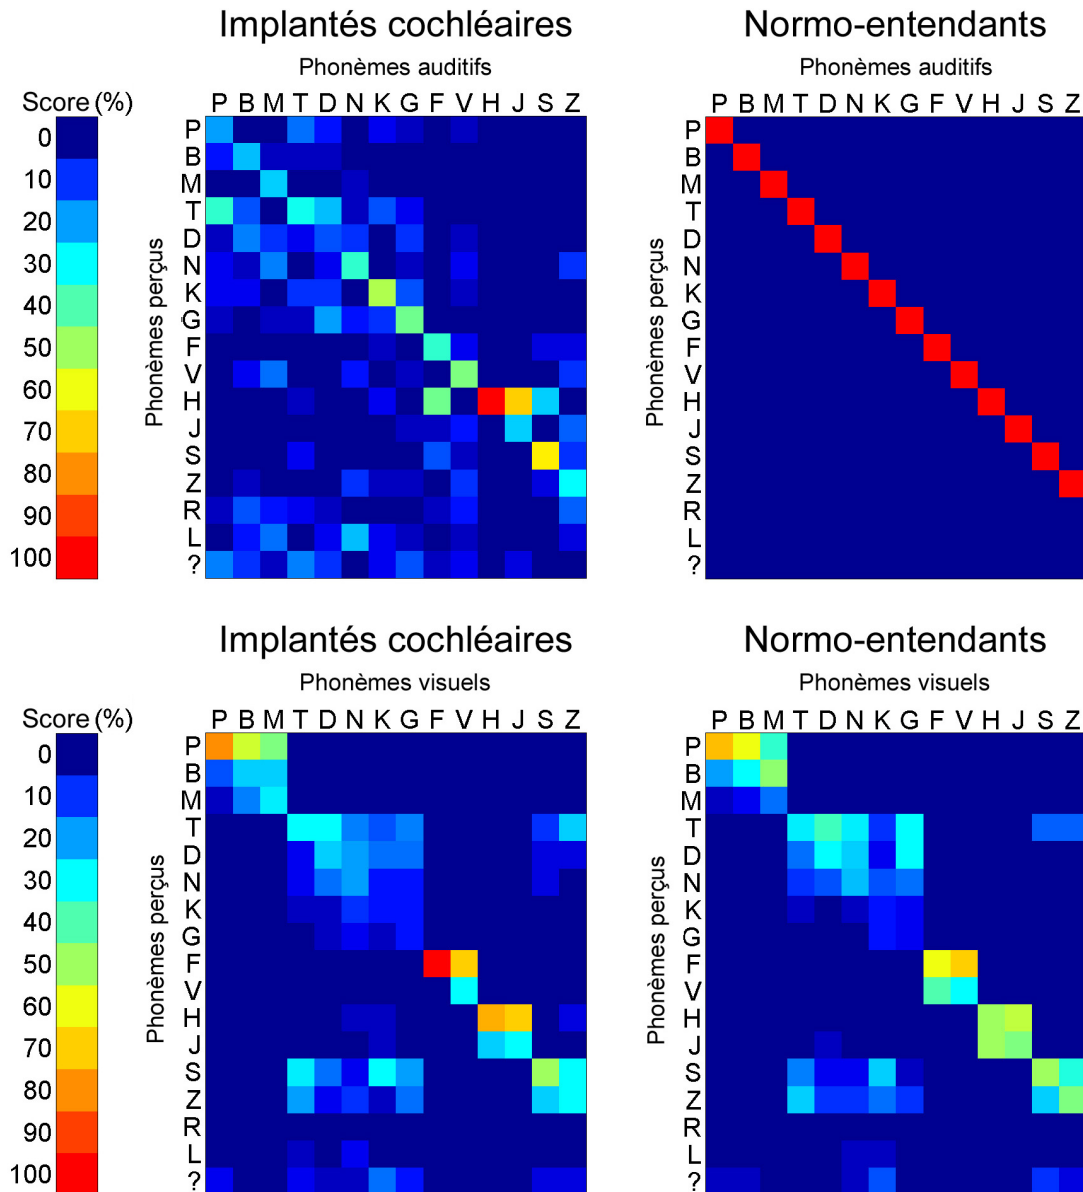 Implantés cochléaires
Normo-entendants
Phonèmes auditifs
Phonèmes auditifs
Score (%)
P B M T D N K G F V H J S Z
P B M T D N K G F V H J S Z
0
10
20
30
40
50
60
70
80
90
100
Phonèmes perçus
P
B
M
T
D
N
K
G
F
V
H
J
S
Z
R
L
?
Phonèmes perçus
P
B
M
T
D
N
K
G
F
V
H
J
S
Z
R
L
?
Implantés cochléaires
Normo-entendants
Phonèmes visuels
Phonèmes visuels
Score (%)
P B M T D N K G F V H J S Z
P B M T D N K G F V H J S Z
0
10
20
30
40
50
60
70
80
90
100
Phonèmes perçus
P
B
M
T
D
N
K
G
F
V
H
J
S
Z
R
L
?
Phonèmes perçus
P
B
M
T
D
N
K
G
F
V
H
J
S
Z
R
L
?